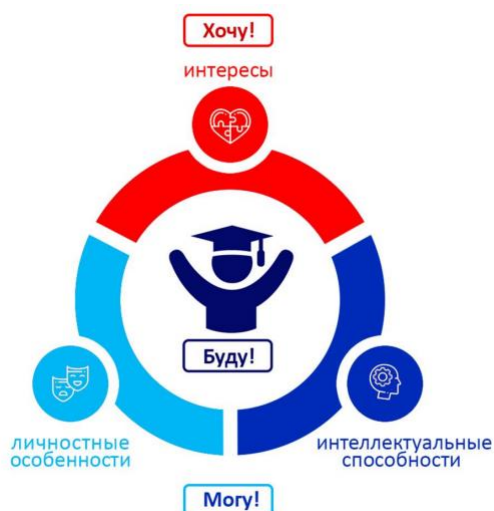 Хочу!
интересы
Буду!
личностные
особенности
интеллектуальные
способности
Могу!